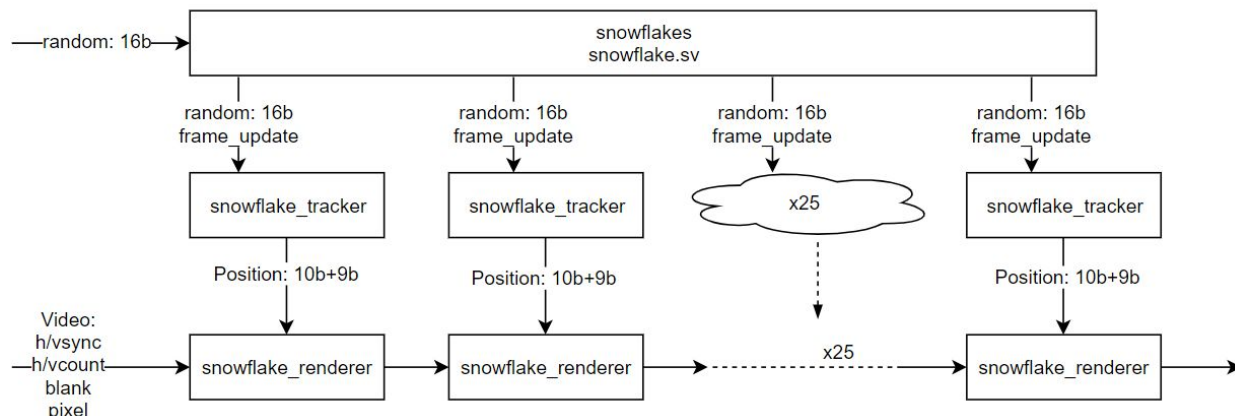 random: 16b
snowflakes
snowflake.sv
random: 16b
frame_update
random: 16b
frame_update
random: 16b
frame_update
random: 16b
frame_update
snowflake_tracker
snowflake_tracker
x25
snowflake_tracker
Position: 10b+9b
Position: 10b+9b
Position: 10b+9b
Video:
h/vsync
h/vcount
blank
pixel
snowflake_renderer
snowflake_renderer
x25
snowflake_renderer